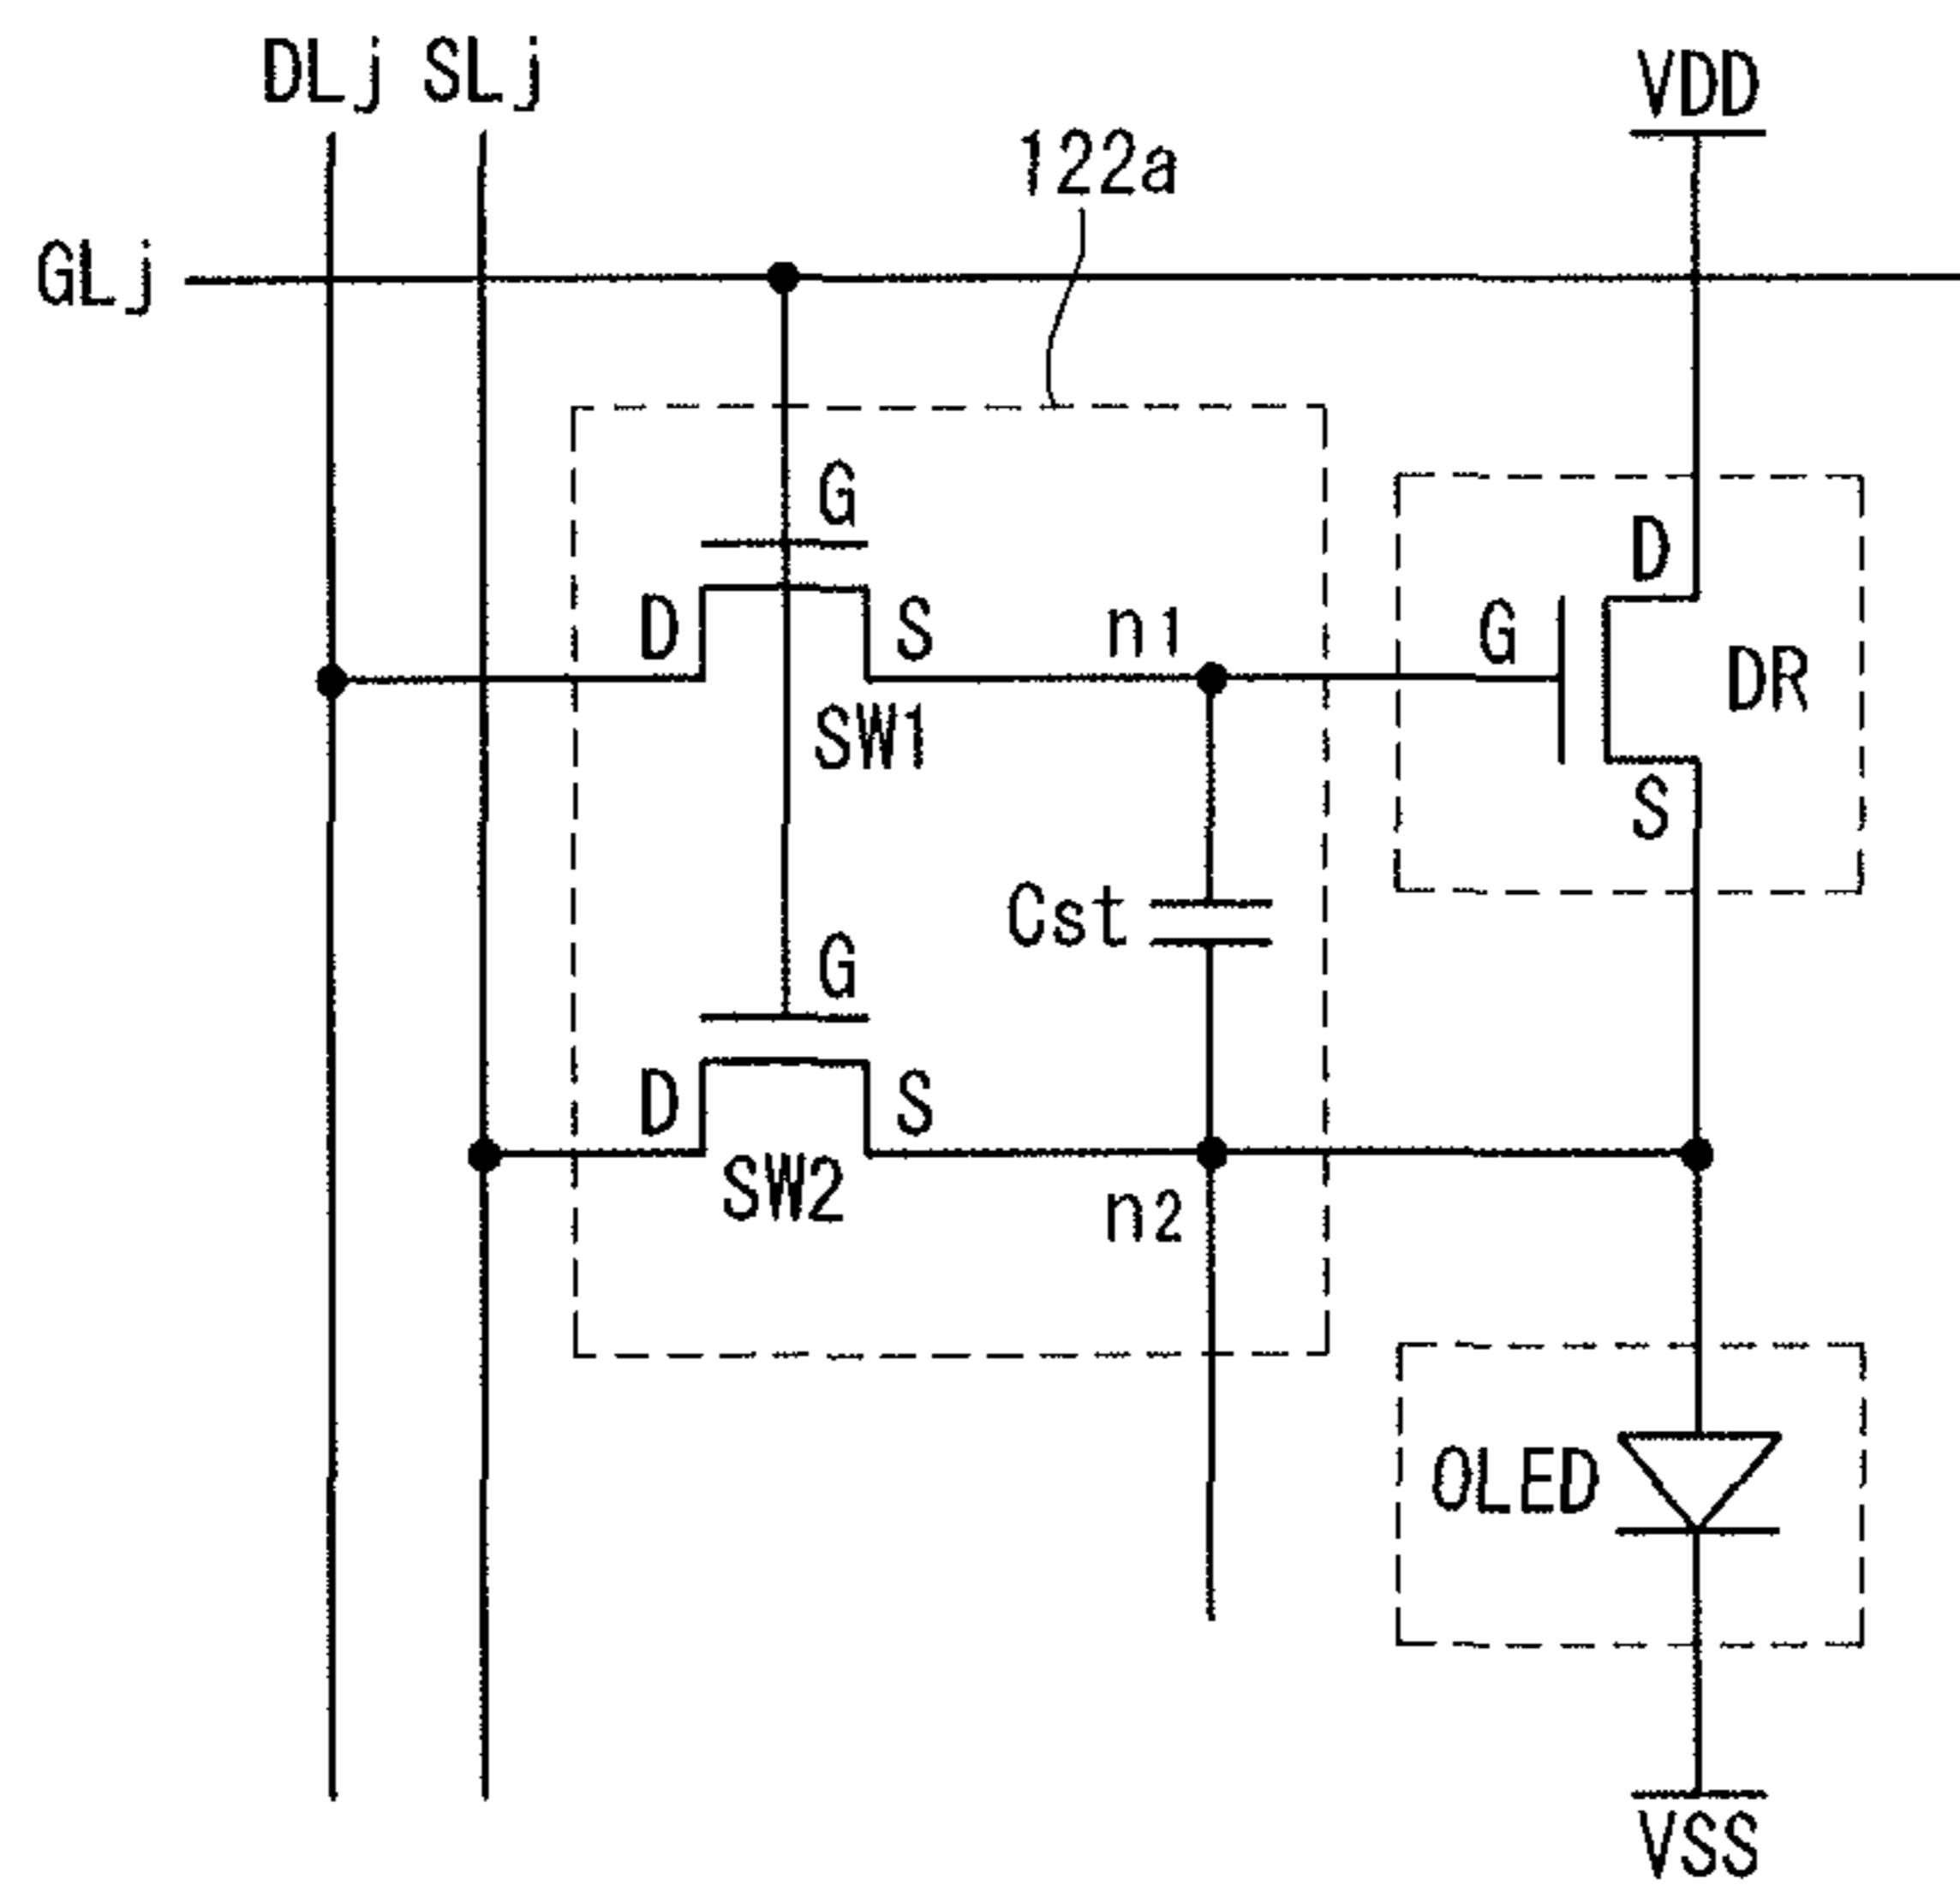 DLj SLj
VDD
122a
GLj
G
D
D S n1 G
DR
SW1
S
Cst
G
D S
SW2
n2
OLED
VSS